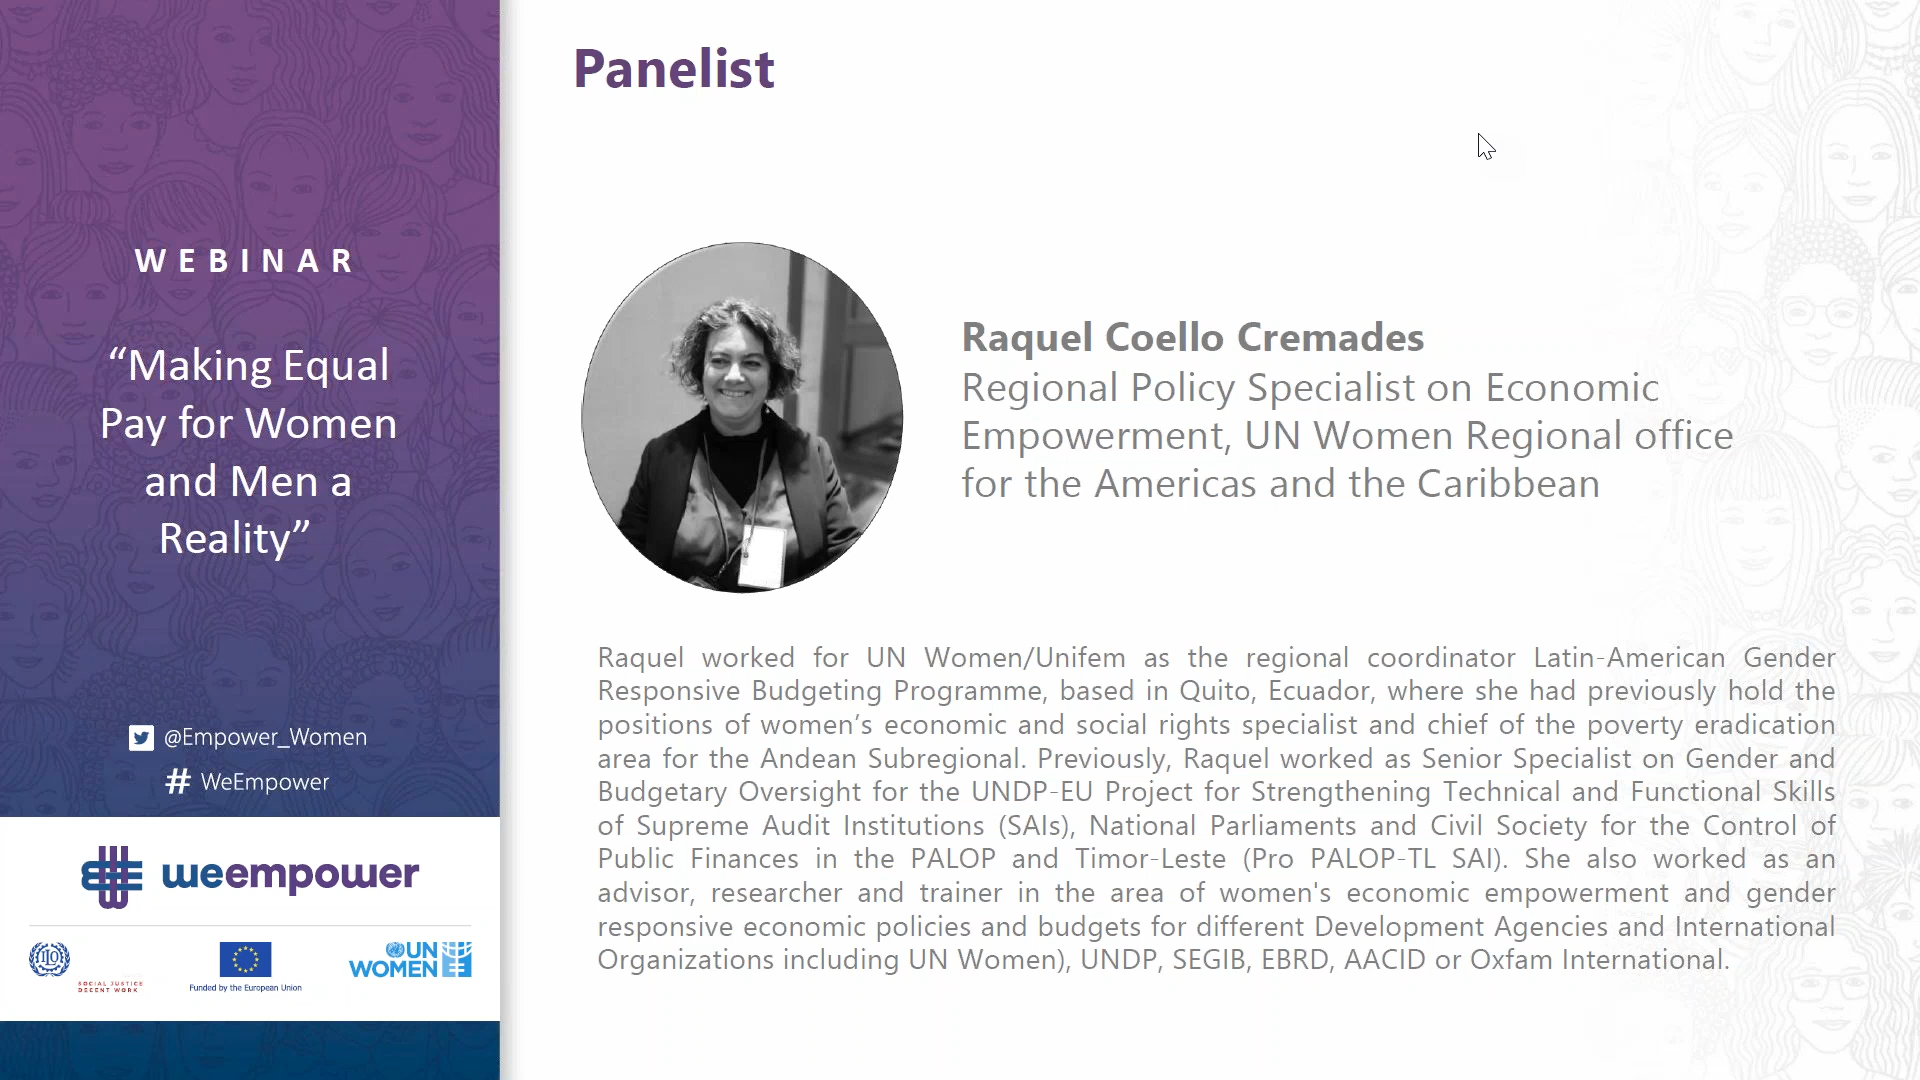 WEBINAR
“Making Equal
Pay for Women
and Men a
Reality”
@Empower_Women
# WeEmpower
weempower
ILO
SOCIAL JUSTICE
DECENT WORK
Funded by the European Union
UN
WOMEN
Panelist
Raquel Coello Cremades
Regional Policy Specialist on Economic
Empowerment, UN Women Regional office
for the Americas and the Caribbean
Raquel worked for UN Women/Unifem as the regional coordinator Latin-American Gender
Responsive Budgeting Programme, based in Quito, Ecuador, where she had previously hold the
positions of women’s economic and social rights specialist and chief of the poverty eradication
area for the Andean Subregional. Previously, Raquel worked as Senior Specialist on Gender and
Budgetary Oversight for the UNDP-EU Project for Strengthening Technical and Functional Skills
of Supreme Audit Institutions (SAIs), National Parliaments and Civil Society for the Control of
Public Finances in the PALOP and Timor-Leste (Pro PALOP-TL SAI). She also worked as an
advisor, researcher and trainer in the area of women's economic empowerment and gender
responsive economic policies and budgets for different Development Agencies and International
Organizations including UN Women), UNDP, SEGIB, EBRD, AACID or Oxfam International.